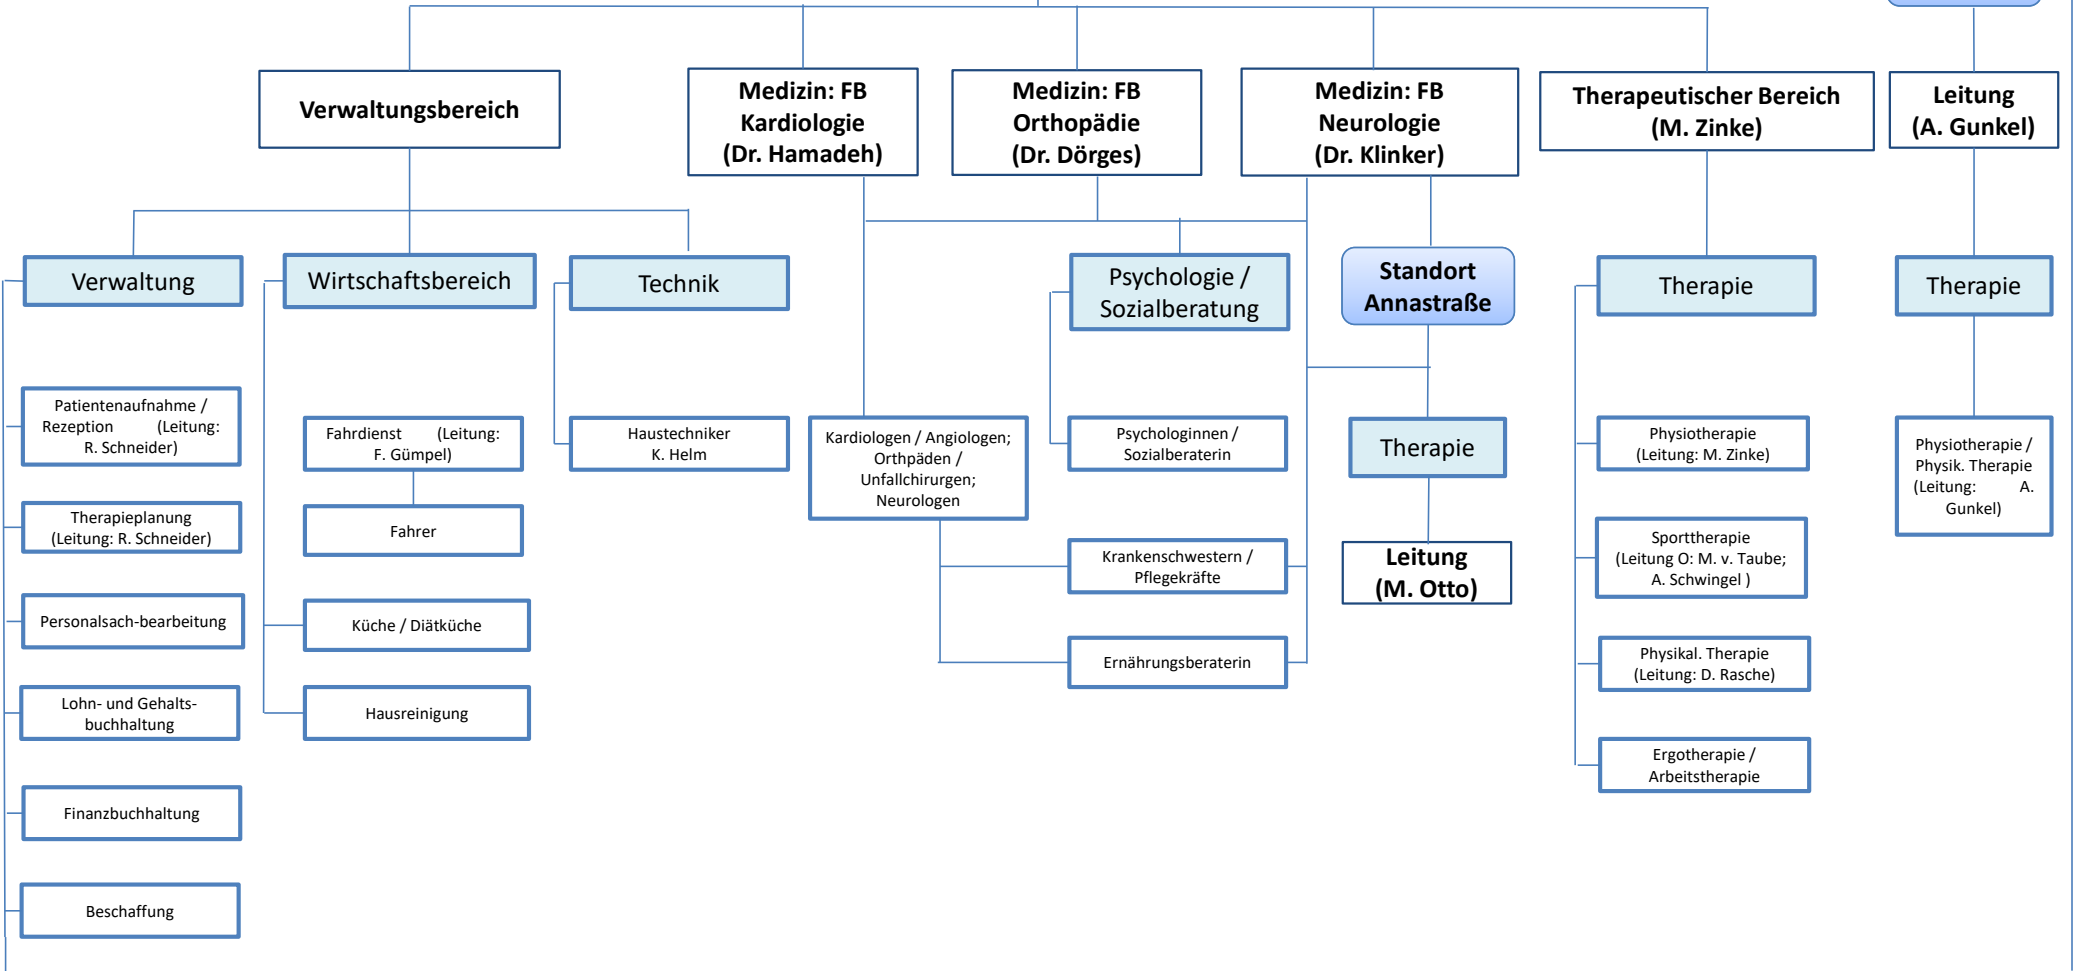 Verwaltungsbereich
Medizin: FB
Kardiologie
(Dr. Hamadeh)
Medizin: FB
Orthopädie
(Dr. Dörges)
Medizin: FB
Neurologie
(Dr. Klinker)
Therapeutischer Bereich
(M. Zinke)
Leitung
(A. Gunkel)
Verwaltung
Wirtschaftsbereich
Technik
Psychologie /
Sozialberatung
Standort
Annastraße
Therapie
Therapie
Patientenaufnahme /
Rezeption (Leitung:
R. Schneider)
Fahrdienst (Leitung:
F. Gümpel)
Haustechniker
K. Helm
Kardiologen / Angiologen;
Orthpäden /
Unfallchirurgen;
Neurologen
Psychologinnen /
Sozialberaterin
Therapie
Physiotherapie
(Leitung: M. Zinke)
Physiotherapie /
Physik. Therapie
(Leitung: A.
Gunkel)
Therapieplanung
(Leitung: R. Schneider)
Fahrer
Krankenschwestern /
Pflegekräfte
Leitung
(M. Otto)
Sporttherapie
(Leitung O: M. v. Taube;
A. Schwingel )
Personalsach-bearbeitung
Küche / Diätküche
Ernährungsberaterin
Physikal. Therapie
(Leitung: D. Rasche)
Lohn- und Gehalts-
buchhaltung
Hausreinigung
Ergotherapie /
Arbeitstherapie
Finanzbuchhaltung
Beschaffung